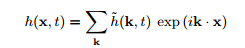 h(𝐱, t) = ∑_𝐤 h̃(𝐤, t) exp (i𝐤 · 𝐱)